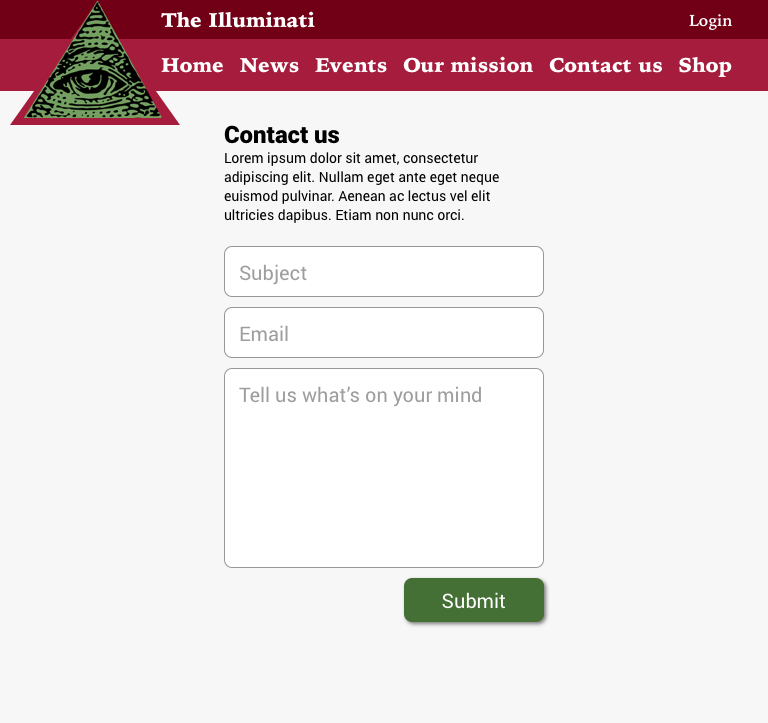 The Illuminati
Login
Home News Events Our mission Contact us Shop
Contact us
Lorem ipsum dolor sit amet, consectetur
adipiscing elit. Nullam eget ante eget neque
euismod pulvinar. Aenean ac lectus vel elit
ultricies dapibus. Etiam non nunc orci.
Subject
Email
Tell us what’s on your mind
Submit